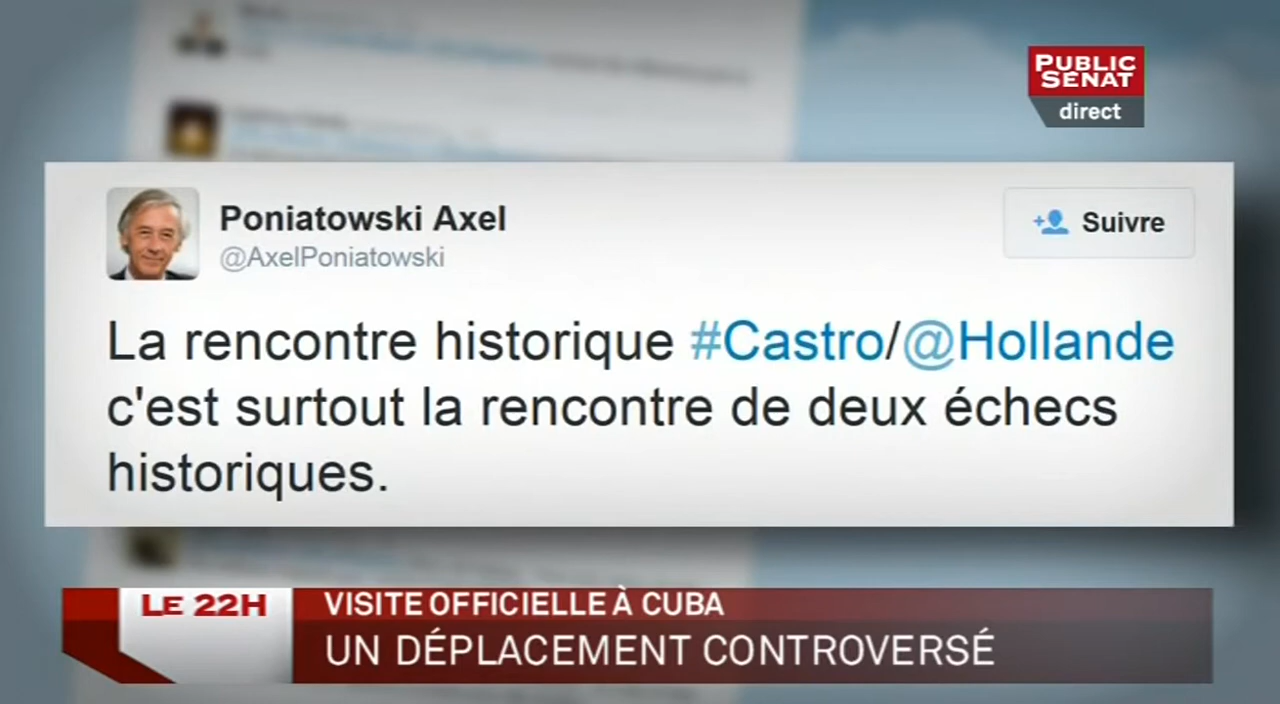 PUBLIC
SÉNAT
direct
Poniatowski Axel
@AxelPoniatowski
Suivre
La rencontre historique #Castro/@Hollande
c'est surtout la rencontre de deux échecs
historiques.
LE 22H
VISITE OFFICIELLE À CUBA
UN DÉPLACEMENT CONTROVERSÉ